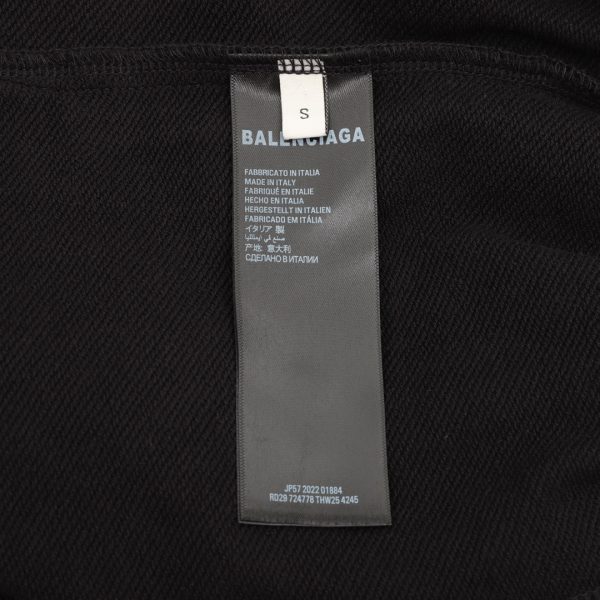 S
BALENCIAGA
FABBRICATO IN ITALIA
MADE IN ITALY
FABRIQUÉ EN ITALIE
HECHO EN ITALIA
HERGESTELLT IN ITALIEN
FABRICADO EM ITÁLIA
イタリア 製
صنع في إيطاليا
产地: 意大利
СДЕЛАНО В ИТАЛИИ
JP57 2022 01884
RD29 724778 THW25 4245